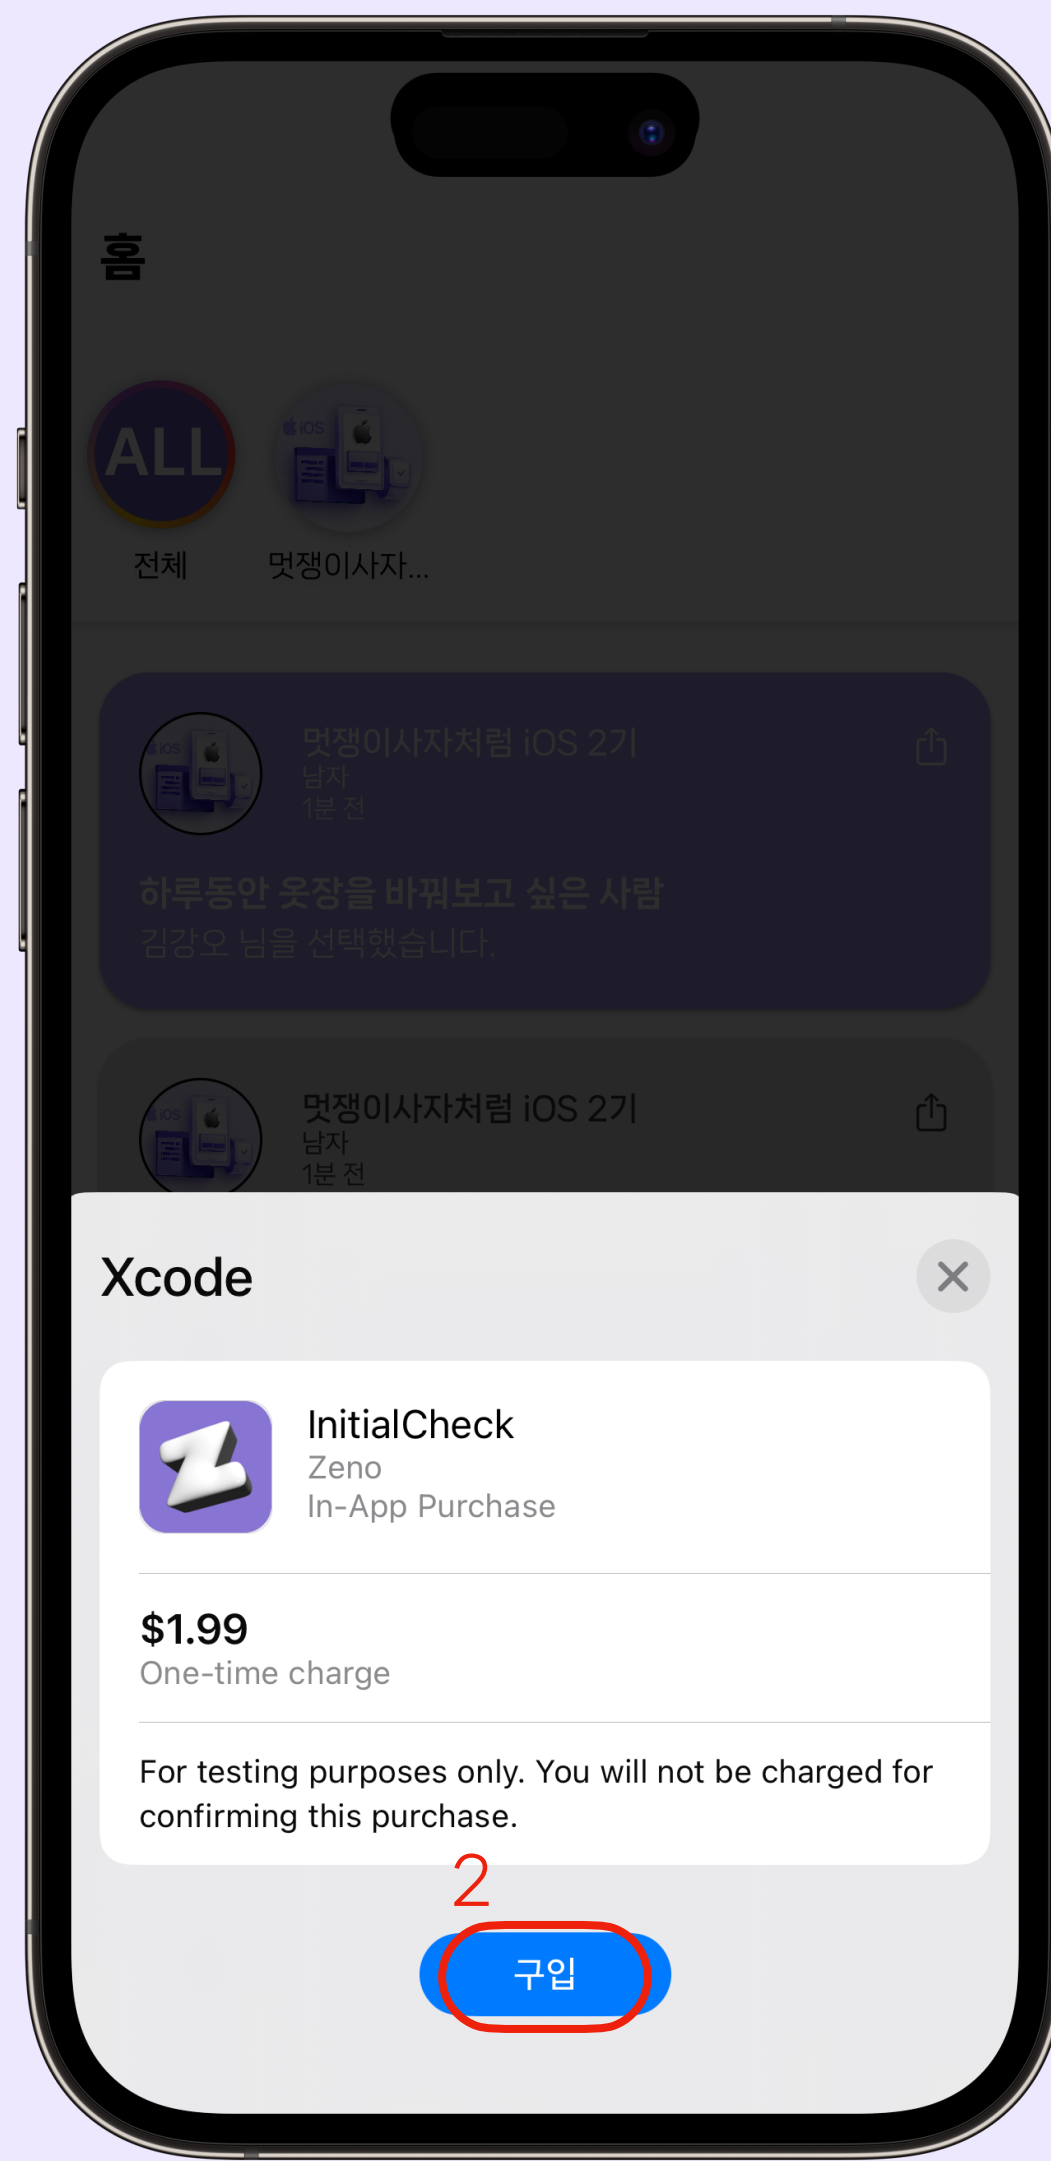 홈
ALL
iOS
전체
멋쟁이사자...
iOS
멋쟁이사자처럼 iOS 2기
남자
1분 전
하루동안 옷장을 바꿔보고 싶은 사람
김강오 님을 선택했습니다.
iOS
멋쟁이사자처럼 iOS 2기
남자
1분 전
Xcode
InitialCheck
Zeno
In-App Purchase
$1.99
One-time charge
For testing purposes only. You will not be charged for
confirming this purchase.
2
구입